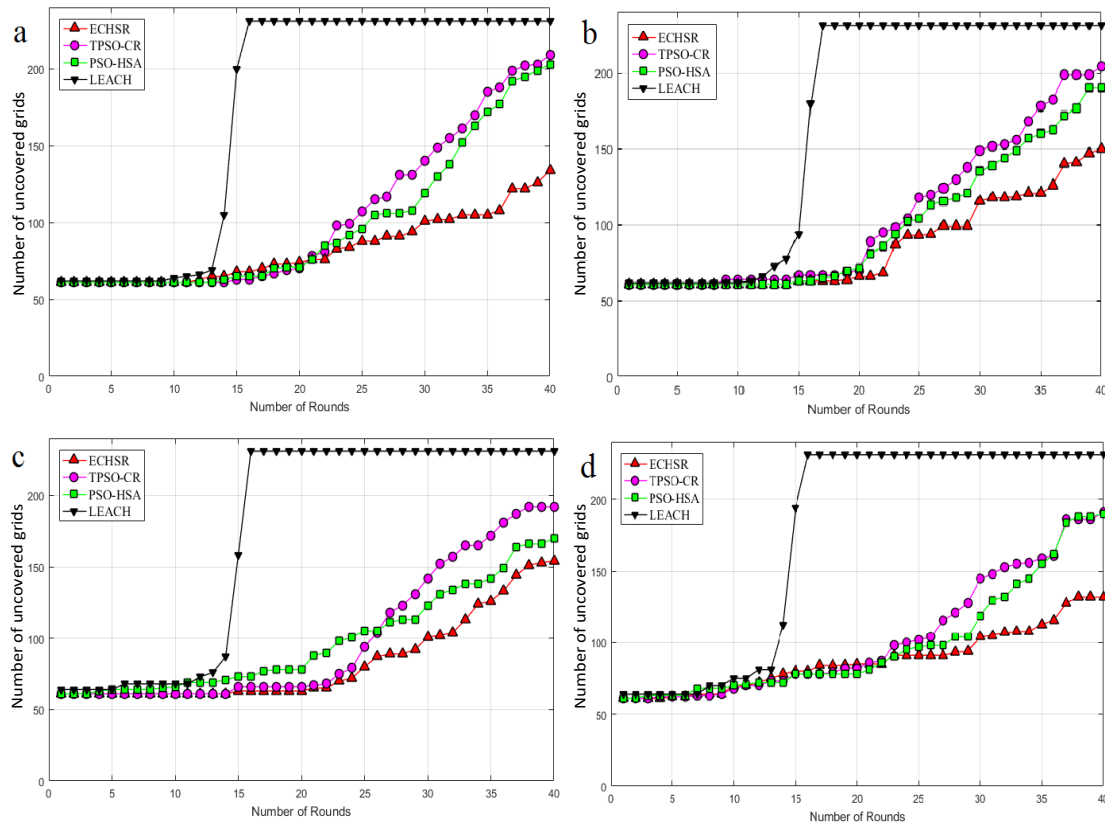 a
ECHSR
TPSO-CR
PSO-HSA
LEACH
Number of uncovered grids
200
150
100
50
0
0 5 10 15 20 25 30 35 40
Number of Rounds
b
ECHSR
TPSO-CR
PSO-HSA
LEACH
Number of uncovered grids
200
150
100
50
0
0 5 10 15 20 25 30 35 40
Number of Rounds
c
ECHSR
TPSO-CR
PSO-HSA
LEACH
Number of uncovered grids
200
150
100
50
0
0 5 10 15 20 25 30 35 40
Number of Rounds
d
ECHSR
TPSO-CR
PSO-HSA
LEACH
Number of uncovered grids
200
150
100
50
0
0 5 10 15 20 25 30 35 40
Number of Rounds